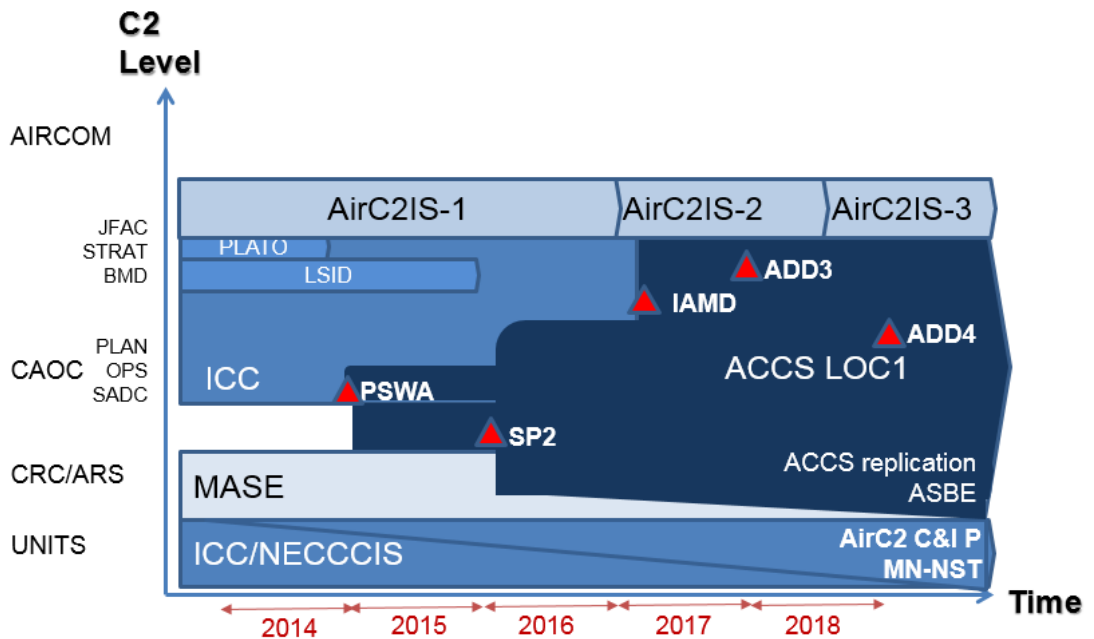 C2
Level
AIRCOM
AirC2IS-1
AirC2IS-2
AirC2IS-3
JFAC
STRAT
BMD
PLATO
LSID
ADD3
IAMD
ADD4
PLAN
OPS
SADC
CAOC
ICC
PSWA
ACCS LOC1
SP2
CRC/ARS
MASE
ACCS replication
ASBE
UNITS
ICC/NECCCIS
AirC2 C&I P
MN-NST
Time
2014
2015
2016
2017
2018